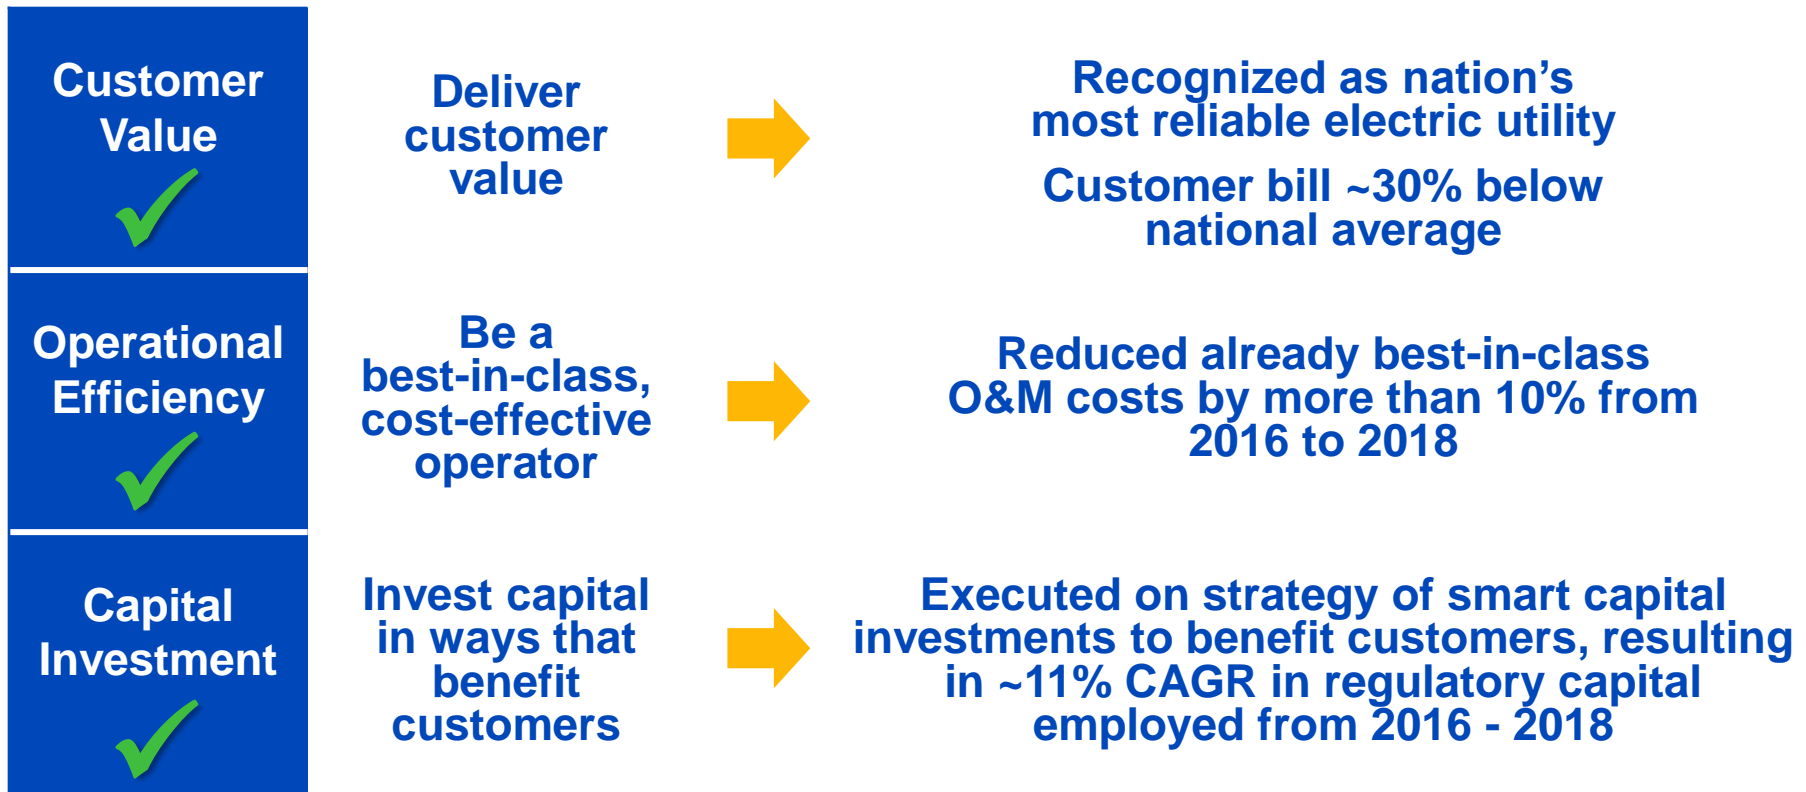 Customer
Value
Deliver
customer
value
Recognized as nation’s
most reliable electric utility
Customer bill ~30% below
national average
Operational
Efficiency
Be a
best-in-class,
cost-effective
operator
Reduced already best-in-class
O&M costs by more than 10% from
2016 to 2018
Capital
Investment
Invest capital
in ways that
benefit
customers
Executed on strategy of smart capital
investments to benefit customers, resulting
in ~11% CAGR in regulatory capital
employed from 2016 - 2018